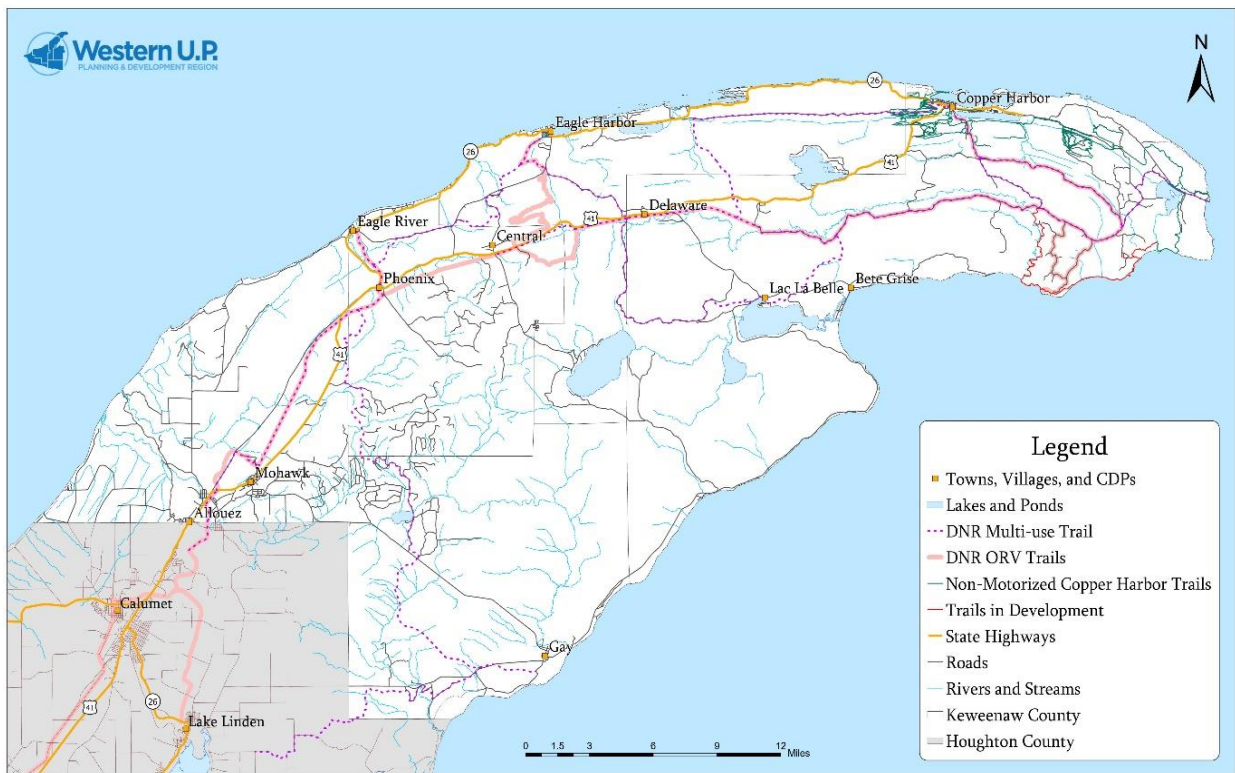 Western U.P.
PLANNING & DEVELOPMENT REGION
N
26
Copper Harbor
Eagle Harbor
26
41
Delaware
Eagle River
41
Central
Phoenix
Lac La Belle
Bete Grise
41
Mohawk
Allouez
Calumet
Gay
41
26
Lake Linden
0 1.5 3 6 9 12
Miles
Legend
Towns, Villages, and CDPs
Lakes and Ponds
DNR Multi-use Trail
DNR ORV Trails
Non-Motorized Copper Harbor Trails
Trails in Development
State Highways
Roads
Rivers and Streams
Keweenaw County
Houghton County